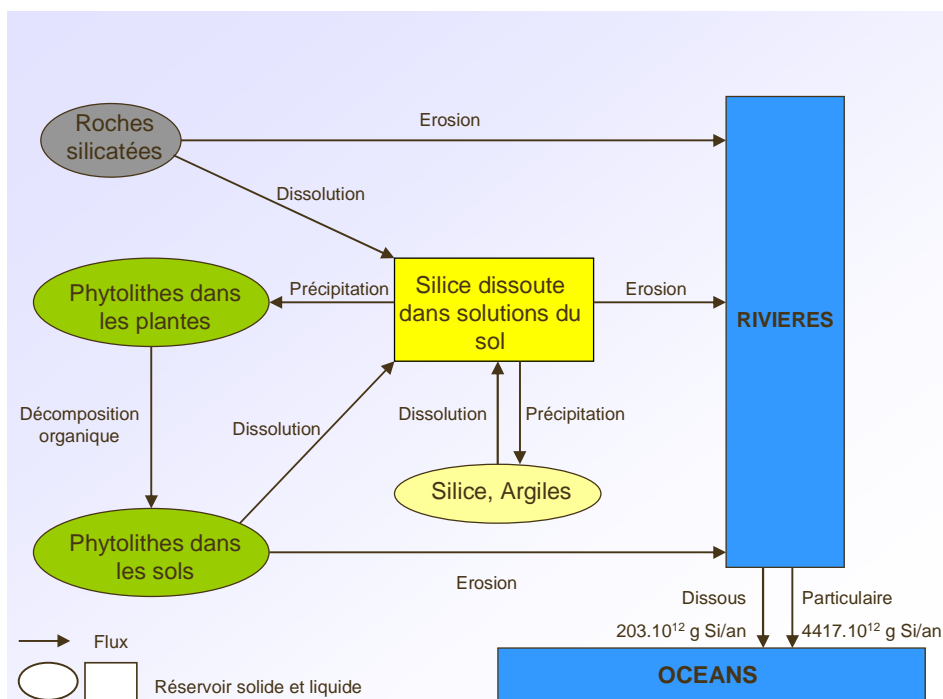 Roches
silicatées
Erosion
Dissolution
Phytolithes dans
les plantes
Précipitation
Silice dissoute
dans solutions du
sol
Erosion
RIVIERES
Décomposition
organique
Dissolution
Dissolution
Précipitation
Silice, Argiles
Phytolithes dans
les sols
Erosion
Dissous
203.10¹² g Si/an
Particulaire
4417.10¹² g Si/an
Flux
Réservoir solide et liquide
OCEANS